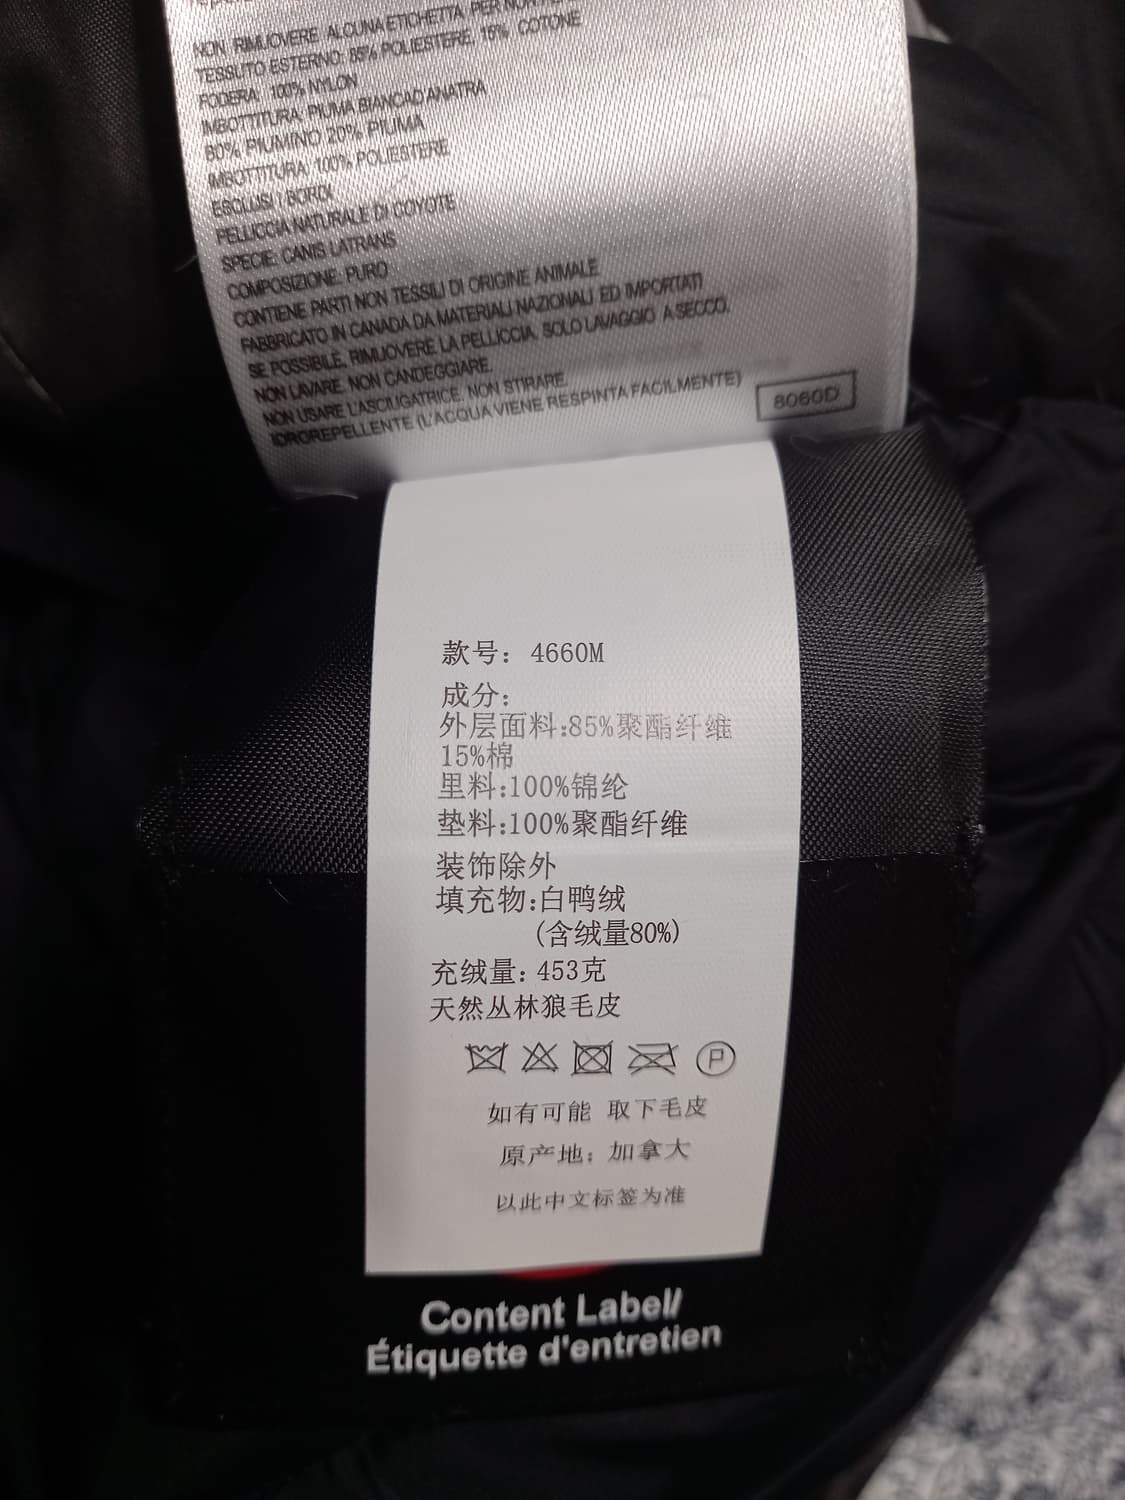 NON RIMUOVERE ALCUNA ETICHETTA PER NON
TESSUTO ESTERNO: 85% POLIESTERE, 15% COTONE
FODERA: 100% NYLON
IMBOTTITURA: PIUMA BIANCAD ANATRA
80% PIUMINO 20% PIUMA
IMBOTTITURA: 100% POLIESTERE
ESCLUSI I BORDI
PELLICCIA NATURALE DI COYOTE
SPECIE: CANIS LATRANS
COMPOSIZIONE: PURO
CONTIENE PARTI NON TESSILI DI ORIGINE ANIMALE
FABBRICATO IN CANADA DA MATERIALI NAZIONALI ED IMPORTATI
SE POSSIBILE, RIMUOVERE LA PELLICCIA. SOLO LAVAGGIO A SECCO.
NON LAVARE. NON CANDEGGIARE.
NON USARE L'ASCIUGATRICE. NON STIRARE.
IDROREPELLENTE (L'ACQUA VIENE RESPINTA FACILMENTE)
8060D
款号: 4660M
成分:
外层面料:85%聚酯纤维
15%棉
里料:100%锦纶
垫料:100%聚酯纤维
装饰除外
填充物:白鸭绒
(含绒量80%)
充绒量: 453克
天然丛林狼毛皮
P
如有可能 取下毛皮
原产地: 加拿大
以此中文标签为准
Content Label/
Étiquette d'entretien